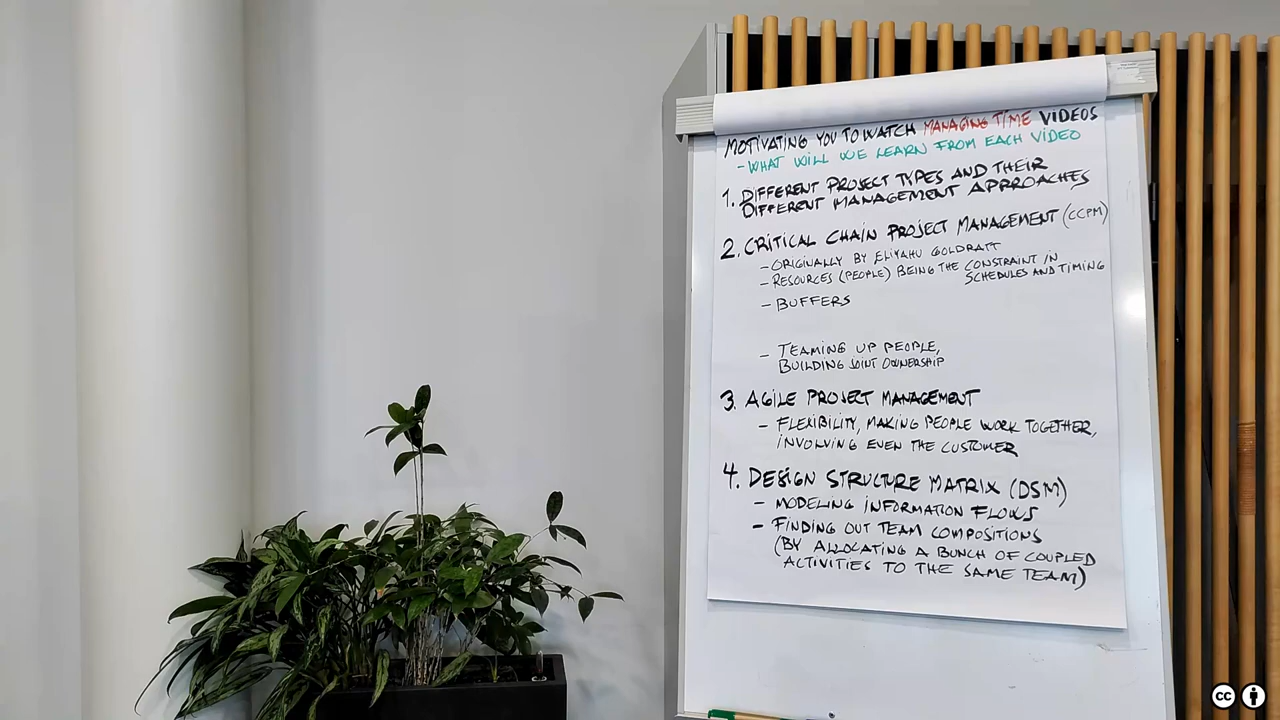 MOTIVATING YOU TO WATCH MANAGING TIME VIDEOS
- WHAT WILL WE LEARN FROM EACH VIDEO
1. DIFFERENT PROJECT TYPES AND THEIR
DIFFERENT MANAGEMENT APPROACHES
2. CRITICAL CHAIN PROJECT MANAGEMENT (CCPM)
- ORIGINALLY BY ELIYAHU GOLDRATT
- RESOURCES (PEOPLE) BEING THE CONSTRAINT IN
SCHEDULES AND TIMING
- BUFFERS
- TEAMING UP PEOPLE,
BUILDING JOINT OWNERSHIP
3. AGILE PROJECT MANAGEMENT
- FLEXIBILITY, MAKING PEOPLE WORK TOGETHER,
INVOLVING EVEN THE CUSTOMER
4. DESIGN STRUCTURE MATRIX (DSM)
- MODELING INFORMATION FLOWS
- FINDING OUT TEAM COMPOSITIONS
(BY ALLOCATING A BUNCH OF COUPLED
ACTIVITIES TO THE SAME TEAM)
cc